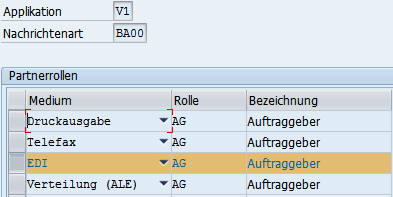 Applikation V1
Nachrichtenart BA00
Partnerrollen
Medium Rolle Bezeichnung
Druckausgabe AG Auftraggeber
Telefax AG Auftraggeber
EDI AG Auftraggeber
Verteilung (ALE) AG Auftraggeber